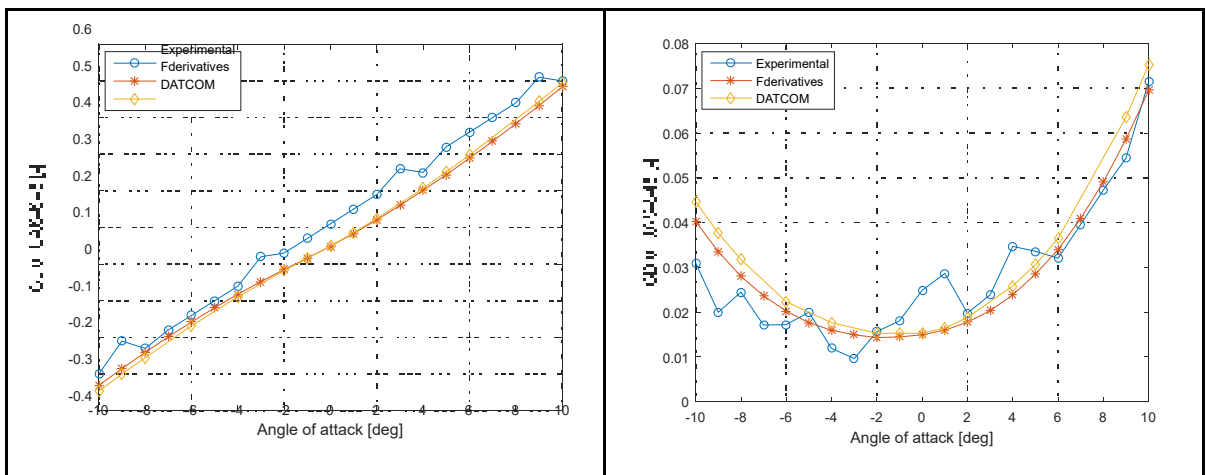 0.6
0.5
0.4
0.3
0.2
0.1
0
-0.1
-0.2
-0.3
-0.4
Experimental
Fderivatives
DATCOM
-10 -8 -6 -4 -2 0 2 4 6 8 10
Angle of attack [deg]
0.08
0.07
0.06
0.05
0.04
0.03
0.02
0.01
0
Experimental
Fderivatives
DATCOM
-10 -8 -6 -4 -2 0 2 4 6 8 10
Angle of attack [deg]